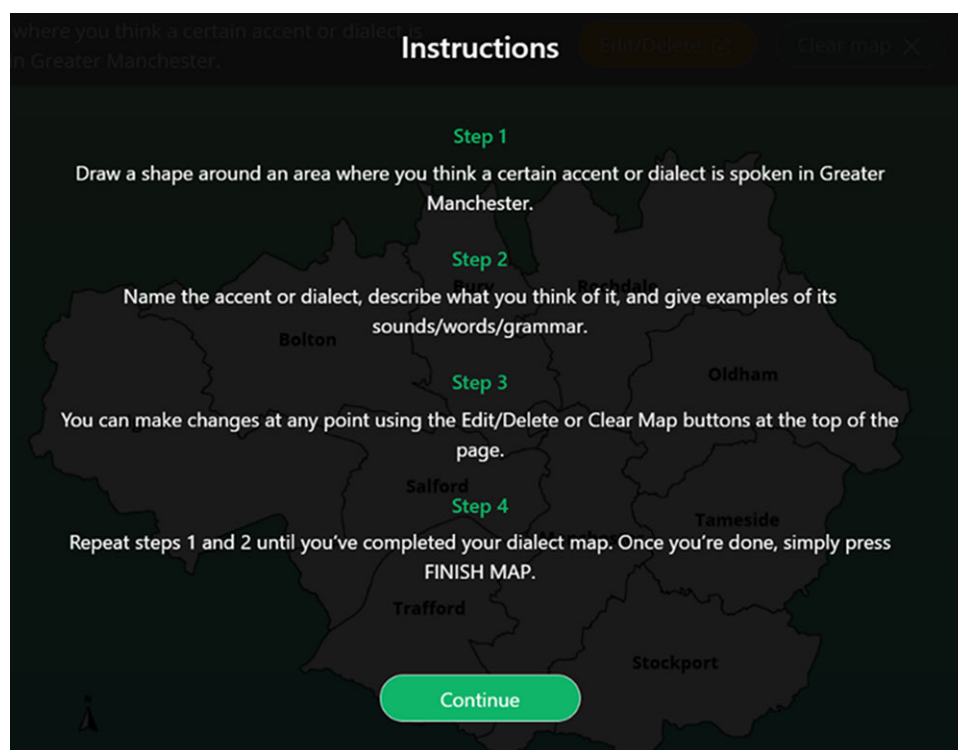 where you think a certain accent or dialect is
in Greater Manchester.
Instructions
Edit/Delete
Clear map X
Step 1
Draw a shape around an area where you think a certain accent or dialect is spoken in Greater
Manchester.
Step 2
Bury
Rochdale
Name the accent or dialect, describe what you think of it, and give examples of its
sounds/words/grammar.
Bolton
Oldham
Step 3
You can make changes at any point using the Edit/Delete or Clear Map buttons at the top of the
page.
Salford
Step 4
Tameside
Repeat steps 1 and 2 until you've completed your dialect map. Once you're done, simply press
FINISH MAP.
Trafford
Stockport
Continue